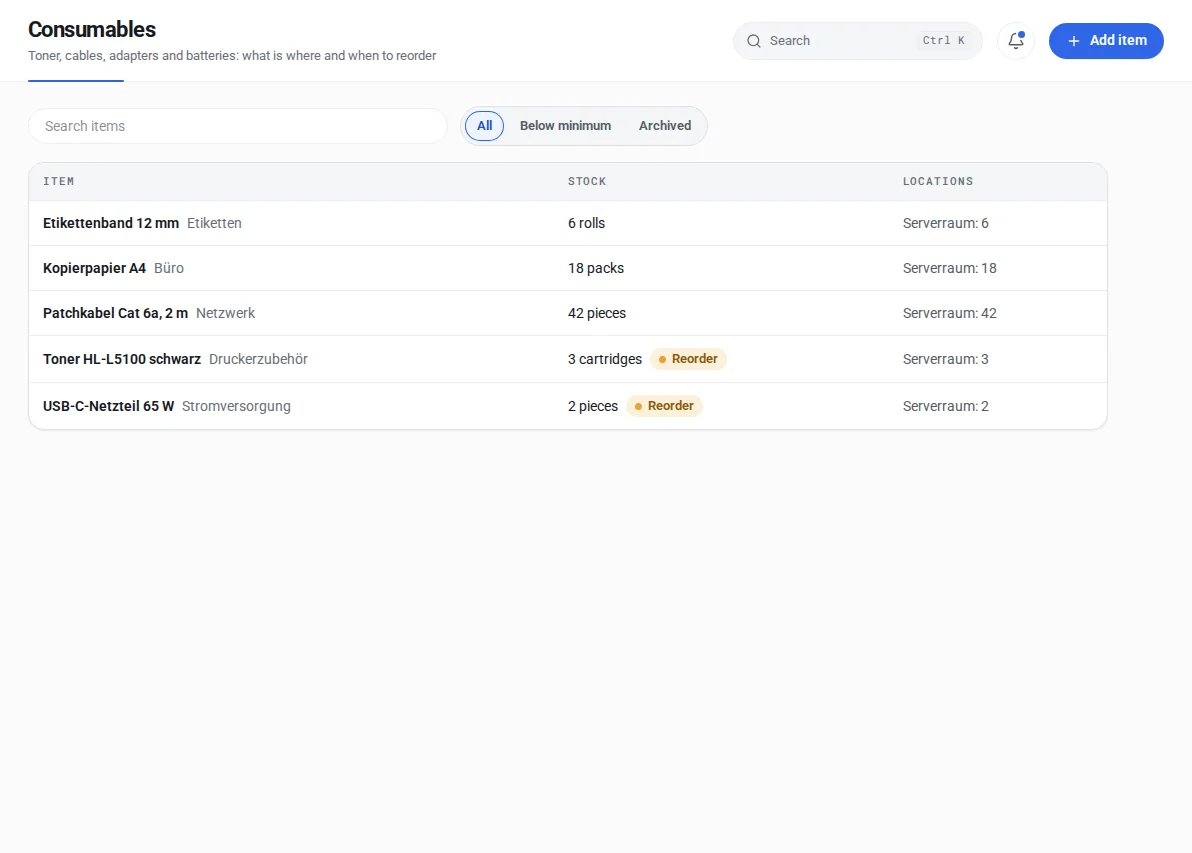 Consumables
Toner, cables, adapters and batteries: what is where and when to reorder
Search Ctrl K
Add item
Search items
All Below minimum Archived
ITEM STOCK LOCATIONS
Etikettenband 12 mm Etiketten 6 rolls Serverraum: 6
Kopierpapier A4 Büro 18 packs Serverraum: 18
Patchkabel Cat 6a, 2 m Netzwerk 42 pieces Serverraum: 42
Toner HL-L5100 schwarz Druckerzubehör 3 cartridges Reorder Serverraum: 3
USB-C-Netzteil 65 W Stromversorgung 2 pieces Reorder Serverraum: 2